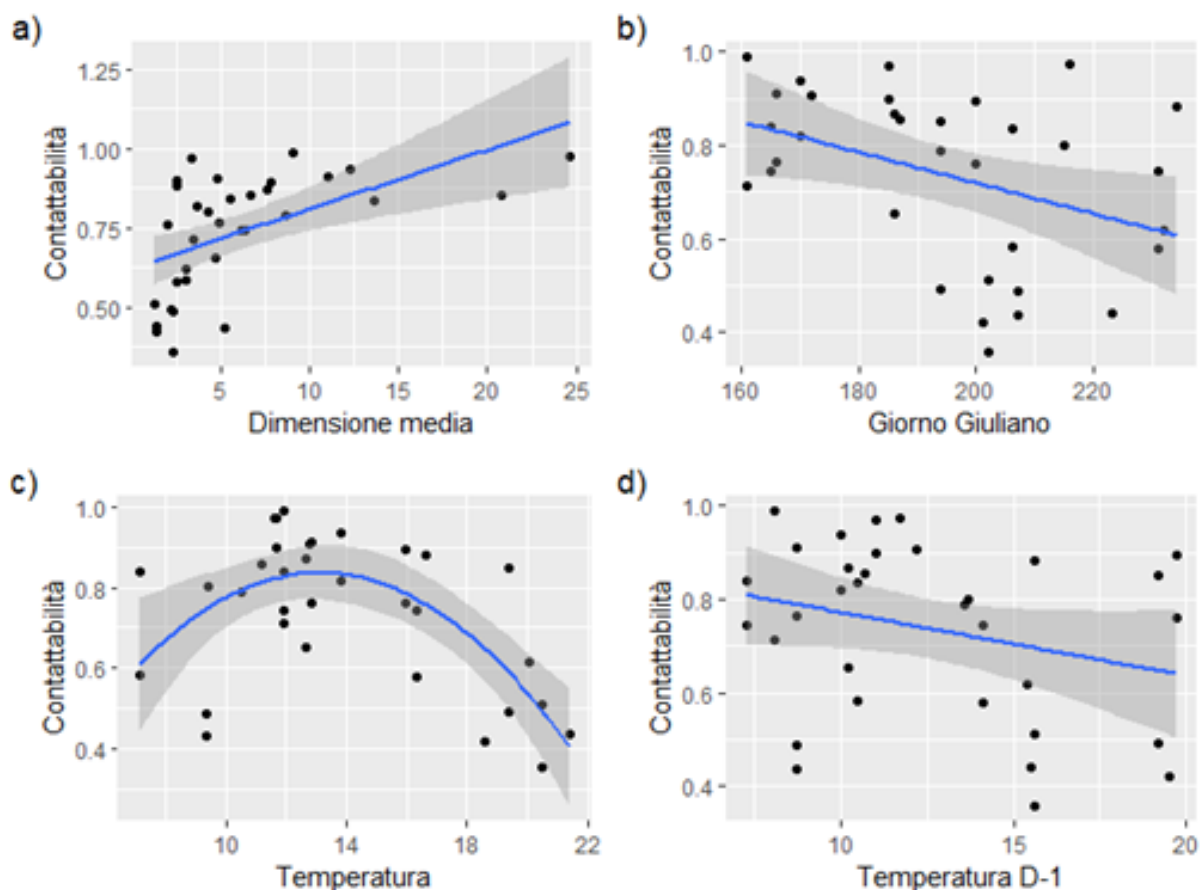 a)
1.25
1.00
0.75
0.50
Contattabilità
5 10 15 20 25
Dimensione media
b)
1.0
0.8
0.6
0.4
Contattabilità
160 180 200 220
Giorno Giuliano
c)
1.0
0.8
0.6
0.4
Contattabilità
10 14 18 22
Temperatura
d)
1.0
0.8
0.6
0.4
Contattabilità
10 15 20
Temperatura D-1